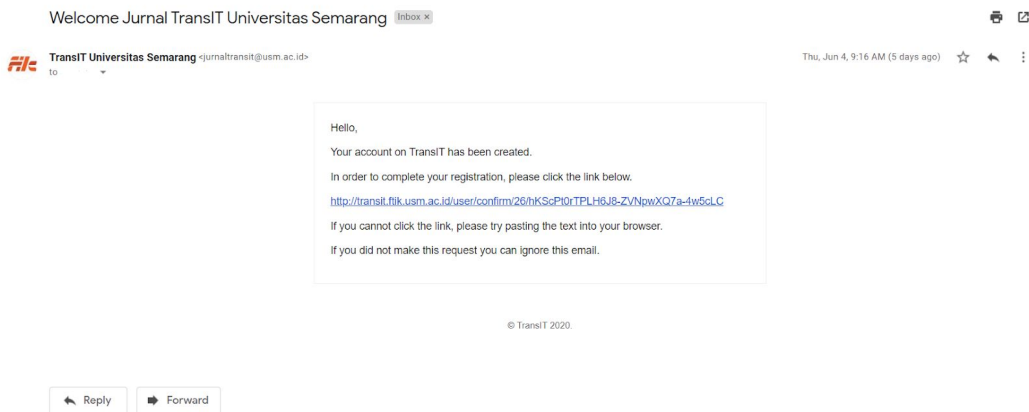 Welcome Jurnal TransIT Universitas Semarang Inbox ×
TransIT Universitas Semarang <jurnaltransit@usm.ac.id>
Thu, Jun 4, 9:16 AM (5 days ago)
to
Hello,
Your account on TransIT has been created.
In order to complete your registration, please click the link below.
http://transit.ftik.usm.ac.id/user/confirm/26/hKScPt0rTPLH6J8-ZVNpwXQ7a-4w5cLC
If you cannot click the link, please try pasting the text into your browser.
If you did not make this request you can ignore this email.
© TransIT 2020.
Reply
Forward